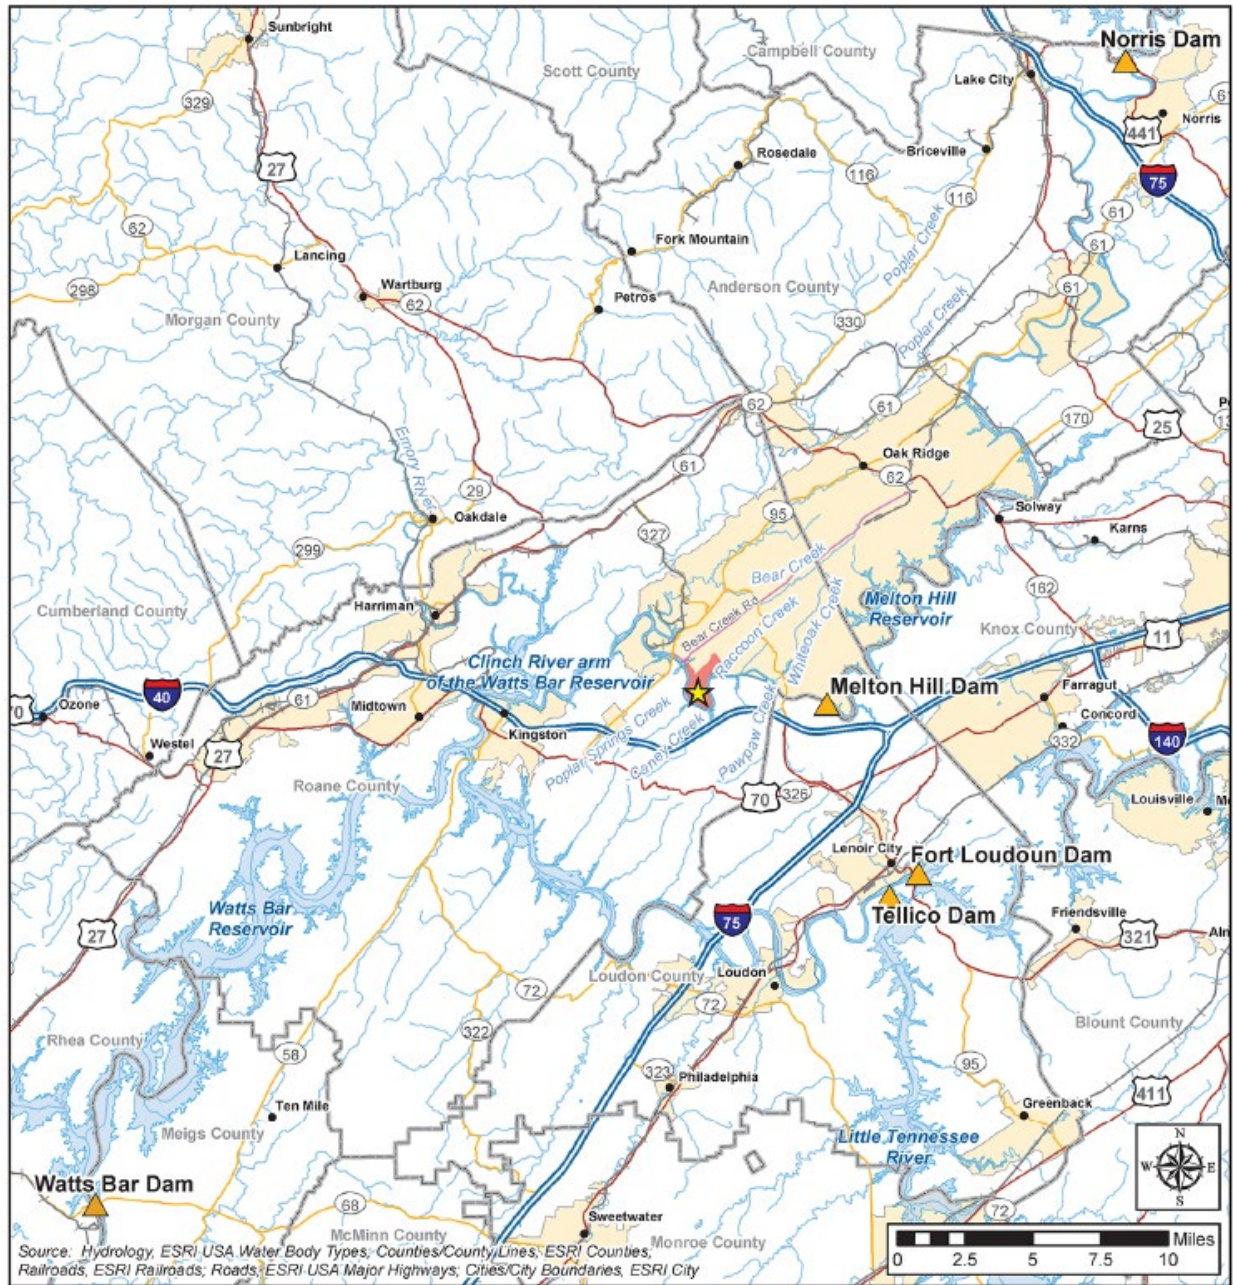 Sunbright
Campbell County
Scott County
Norris Dam
Lake City
329
61
Norris
441
27
Rosedale
Briceville
116
75
116
62
61
Poplar Creek
Fork Mountain
61
Lancing
298
Wartburg
62
Petros
Anderson County
61
Morgan County
330
Poplar Creek
62
61
170
25
13
Emory River
61
Oak Ridge
62
29
95
Solway
Oakdale
327
Karns
299
Bear Creek
162
Cumberland County
Harriman
Bear Creek Rd
Raccoon Creek
Whiteoak Creek
Melton Hill
Reservoir
Knox County
11
Clinch River arm
of the Watts Bar Reservoir
40
61
70
Ozone
Midtown
Melton Hill Dam
Farragut
Kingston
Concord
Westel
27
Poplar Springs Creek
Caney Creek
Pawpaw Creek
332
140
Roane County
70
326
Louisville
Lenoir City
Fort Loudoun Dam
Watts Bar
Reservoir
75
Tellico Dam
Friendsville
27
321
Loudon County
Loudon
72
72
Rhea County
322
Blount County
58
95
323
Philadelphia
411
Ten Mile
Greenback
Meigs County
Little Tennessee
River
N
W
E
S
Watts Bar Dam
68
72
Sweetwater
McMinn County
Monroe County
Miles
0
2.5
5
7.5
10
Source: Hydrology, ESRI USA Water Body Types; Counties/County Lines, ESRI Counties;
Railroads, ESRI Railroads; Roads, ESRI USA Major Highways; Cities/City Boundaries, ESRI City